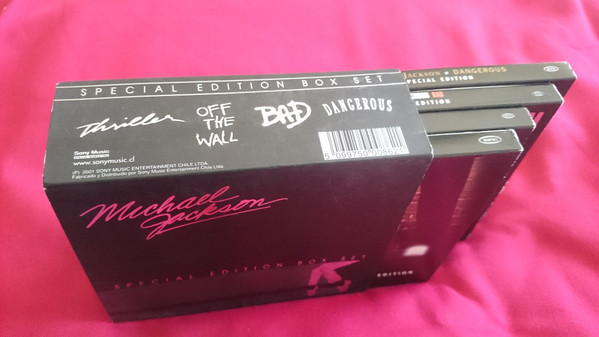 SPECIAL EDITION BOX SET
Thriller
OFF
THE
WALL
BAD
DANGEROUS
Sony Music
www.sonymusic.cl
(P) 2001 SONY MUSIC ENTERTAINMENT CHILE LTDA.
Fabricado y Distribuido por Sony Music Entertainment Chile Ltda.
Michael
Jackson
SPECIAL EDITION BOX SET
JACKSON • DANGEROUS
SPECIAL EDITION
BAD
EDITION
EDITION